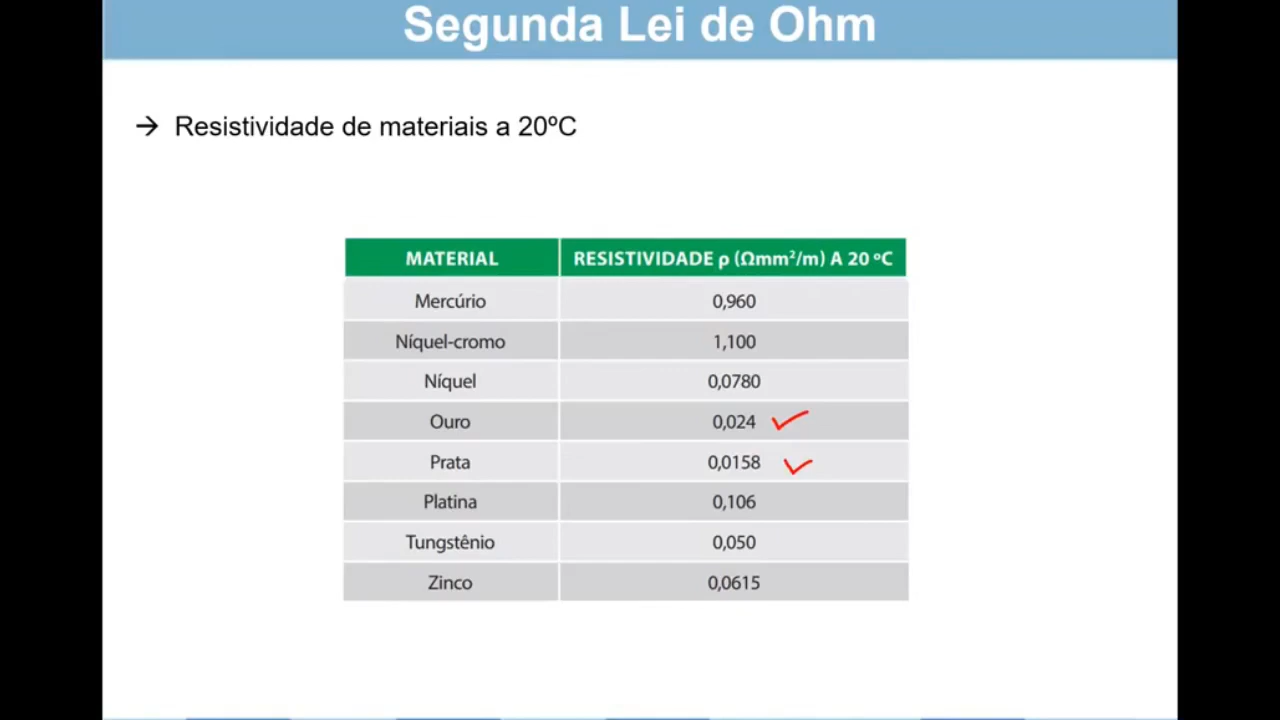 Segunda Lei de Ohm
→ Resistividade de materiais a 20ºC
MATERIAL RESISTIVIDADE ρ (Ωmm²/m) A 20 ºC
Mercúrio 0,960
Níquel-cromo 1,100
Níquel 0,0780
Ouro 0,024
Prata 0,0158
Platina 0,106
Tungstênio 0,050
Zinco 0,0615